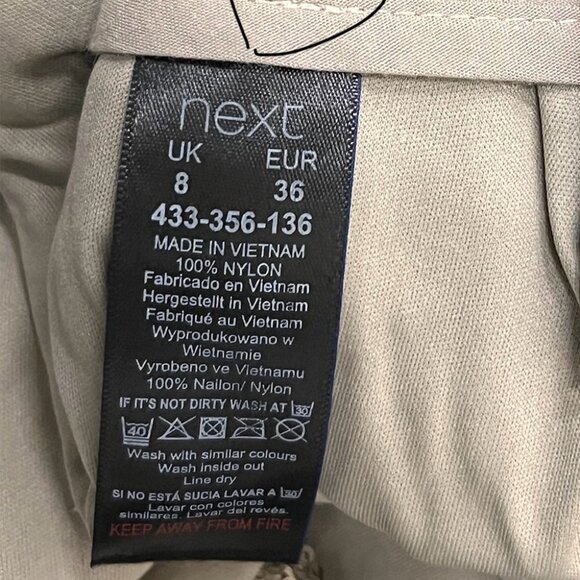 next
UK EUR
8 36
433-356-136
MADE IN VIETNAM
100% NYLON
Fabricado en Vietnam
Hergestellt in Vietnam
Fabriqué au Vietnam
Wyprodukowano w
Wietnamie
Vyrobeno ve Vietnamu
100% Nailon/ Nylon
IF IT'S NOT DIRTY WASH AT 30
40
Wash with similar colours
Wash inside out
Line dry
SI NO ESTÁ SUCIA LAVAR A 30
Lavar con colores
similares. Lavar del revés.
KEEP AWAY FROM FIRE